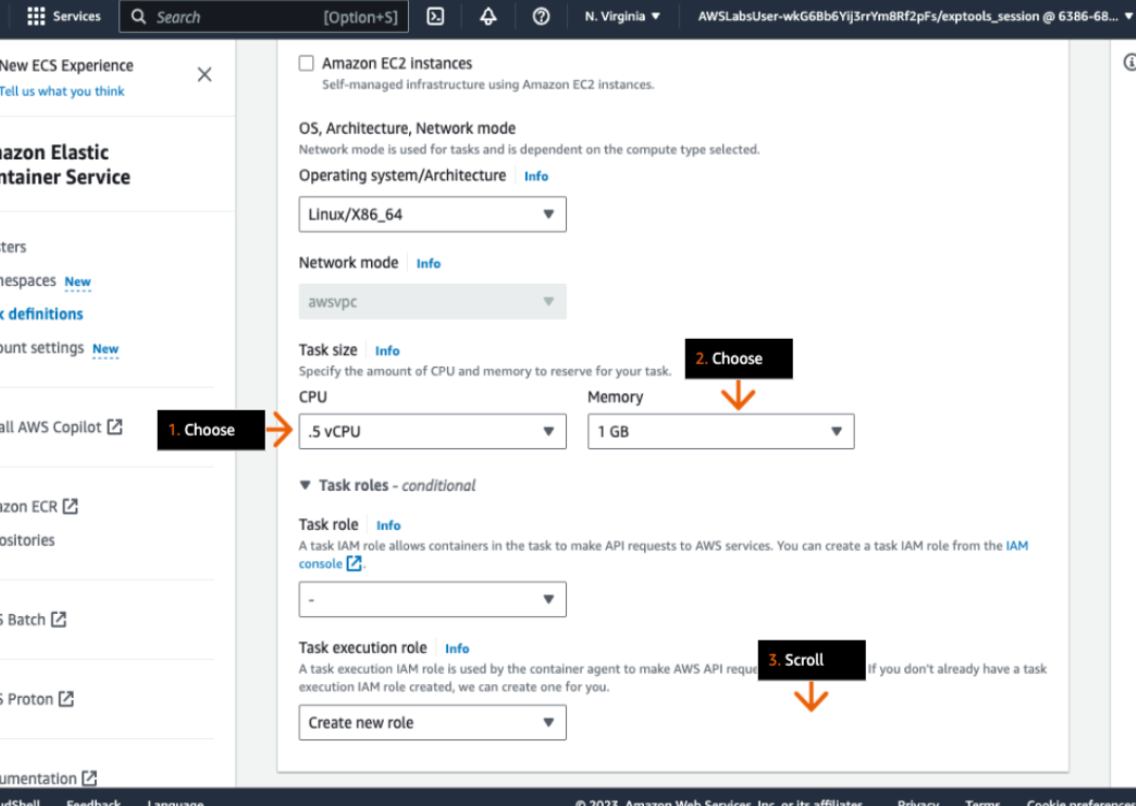 Services
Search
[Option+S]
N. Virginia
AWSLabsUser-wkG6Bb6Yij3rrYm8Rf2pFs/exptools_session @ 6386-68...
New ECS Experience
Tell us what you think
Amazon EC2 instances
Self-managed infrastructure using Amazon EC2 instances.
OS, Architecture, Network mode
Network mode is used for tasks and is dependent on the compute type selected.
Operating system/Architecture Info
Linux/X86_64
Network mode Info
awsvpc
Task size Info
Specify the amount of CPU and memory to reserve for your task.
CPU
Memory
1. Choose
2. Choose
.5 vCPU
1 GB
Task roles - conditional
Task role Info
A task IAM role allows containers in the task to make API requests to AWS services. You can create a task IAM role from the IAM
console.
-
Task execution role Info
3. Scroll
A task execution IAM role is used by the container agent to make AWS API reque If you don't already have a task
execution IAM role created, we can create one for you.
Create new role
azon Elastic
ntainer Service
ters
nespaces New
k definitions
ount settings New
all AWS Copilot
azon ECR
ositories
S Batch
S Proton
umentation
udShell Feedback Language
© 2023, Amazon Web Services, Inc. or its affiliates. Privacy Terms Cookie preferences